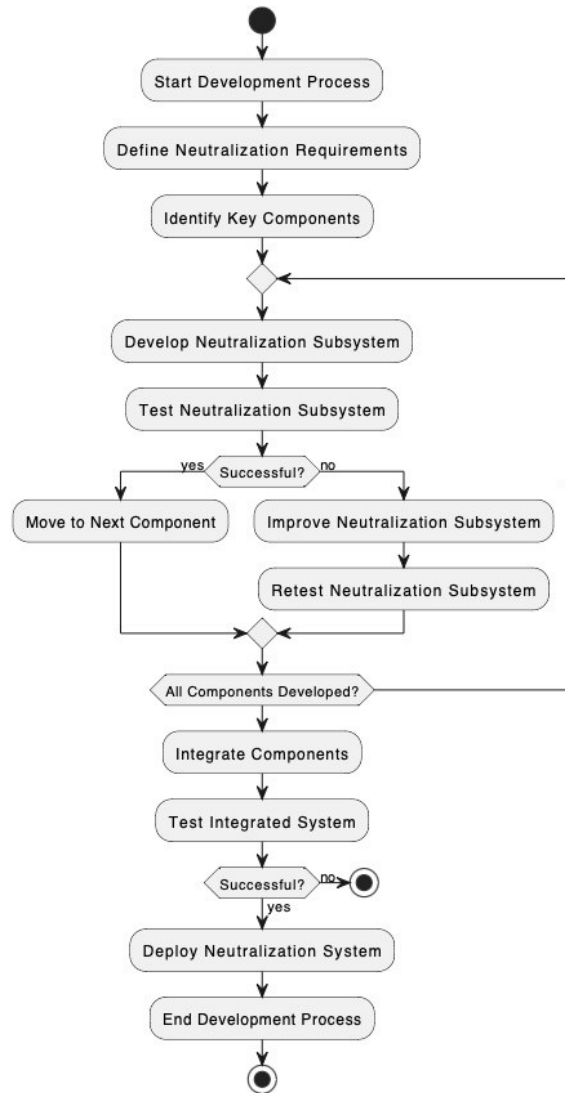 Start Development Process
Define Neutralization Requirements
Identify Key Components
Develop Neutralization Subsystem
Test Neutralization Subsystem
yes
Successful?
no
Move to Next Component
Improve Neutralization Subsystem
Retest Neutralization Subsystem
All Components Developed?
Integrate Components
Test Integrated System
Successful?
no
yes
Deploy Neutralization System
End Development Process